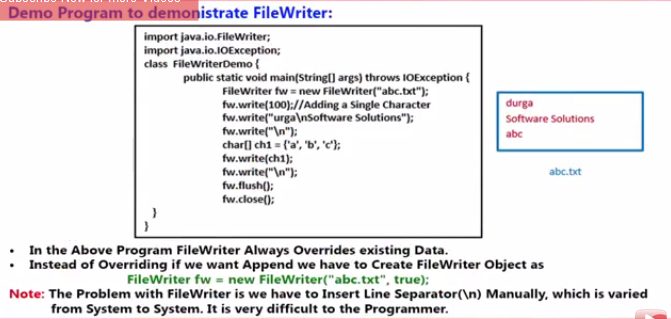 Demo Program to demonistrate FileWriter:
import java.io.FileWriter;
import java.io.IOException;
class FileWriterDemo {
public static void main(String[] args) throws IOException {
FileWriter fw = new FileWriter("abc.txt");
fw.write(100);//Adding a Single Character
fw.write("urga\nSoftware Solutions");
fw.write("\n");
char[] ch1 = {'a', 'b', 'c'};
fw.write(ch1);
fw.write("\n");
fw.flush();
fw.close();
}
}
durga
Software Solutions
abc
abc.txt
• In the Above Program FileWriter Always Overrides existing Data.
• Instead of Overriding if we want Append we have to Create FileWriter Object as
FileWriter fw = new FileWriter("abc.txt", true);
Note: The Problem with FileWriter is we have to Insert Line Separator(\n) Manually, which is varied
from System to System. It is very difficult to the Programmer.